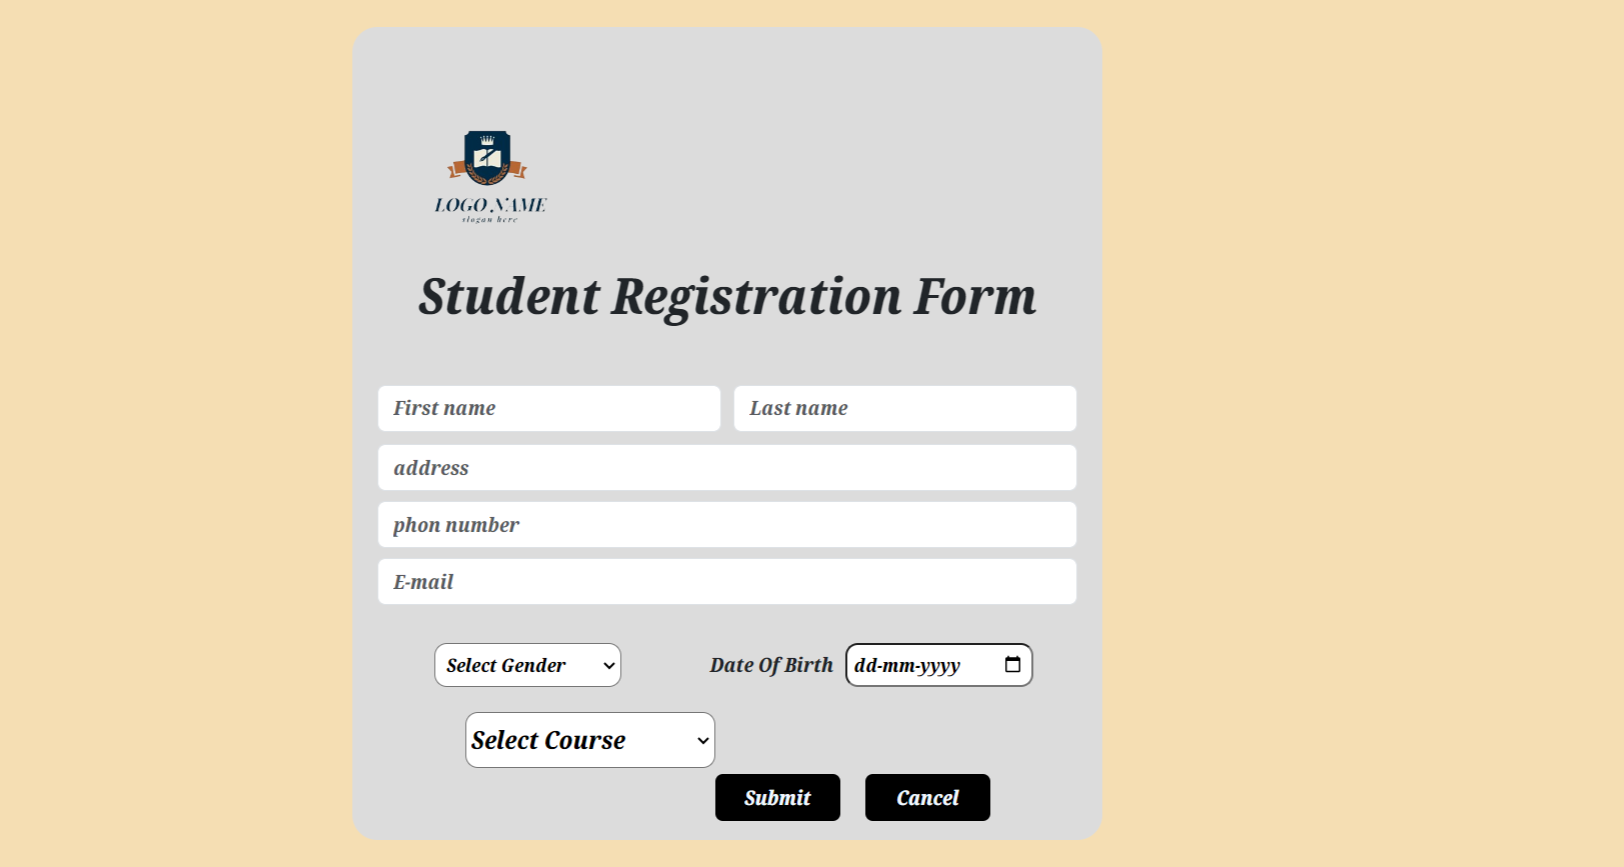 LOGO NAME
slogan here
Student Registration Form
First name Last name
address
phon number
E-mail
Select Gender Date Of Birth dd-mm-yyyy
Select Course
Submit Cancel